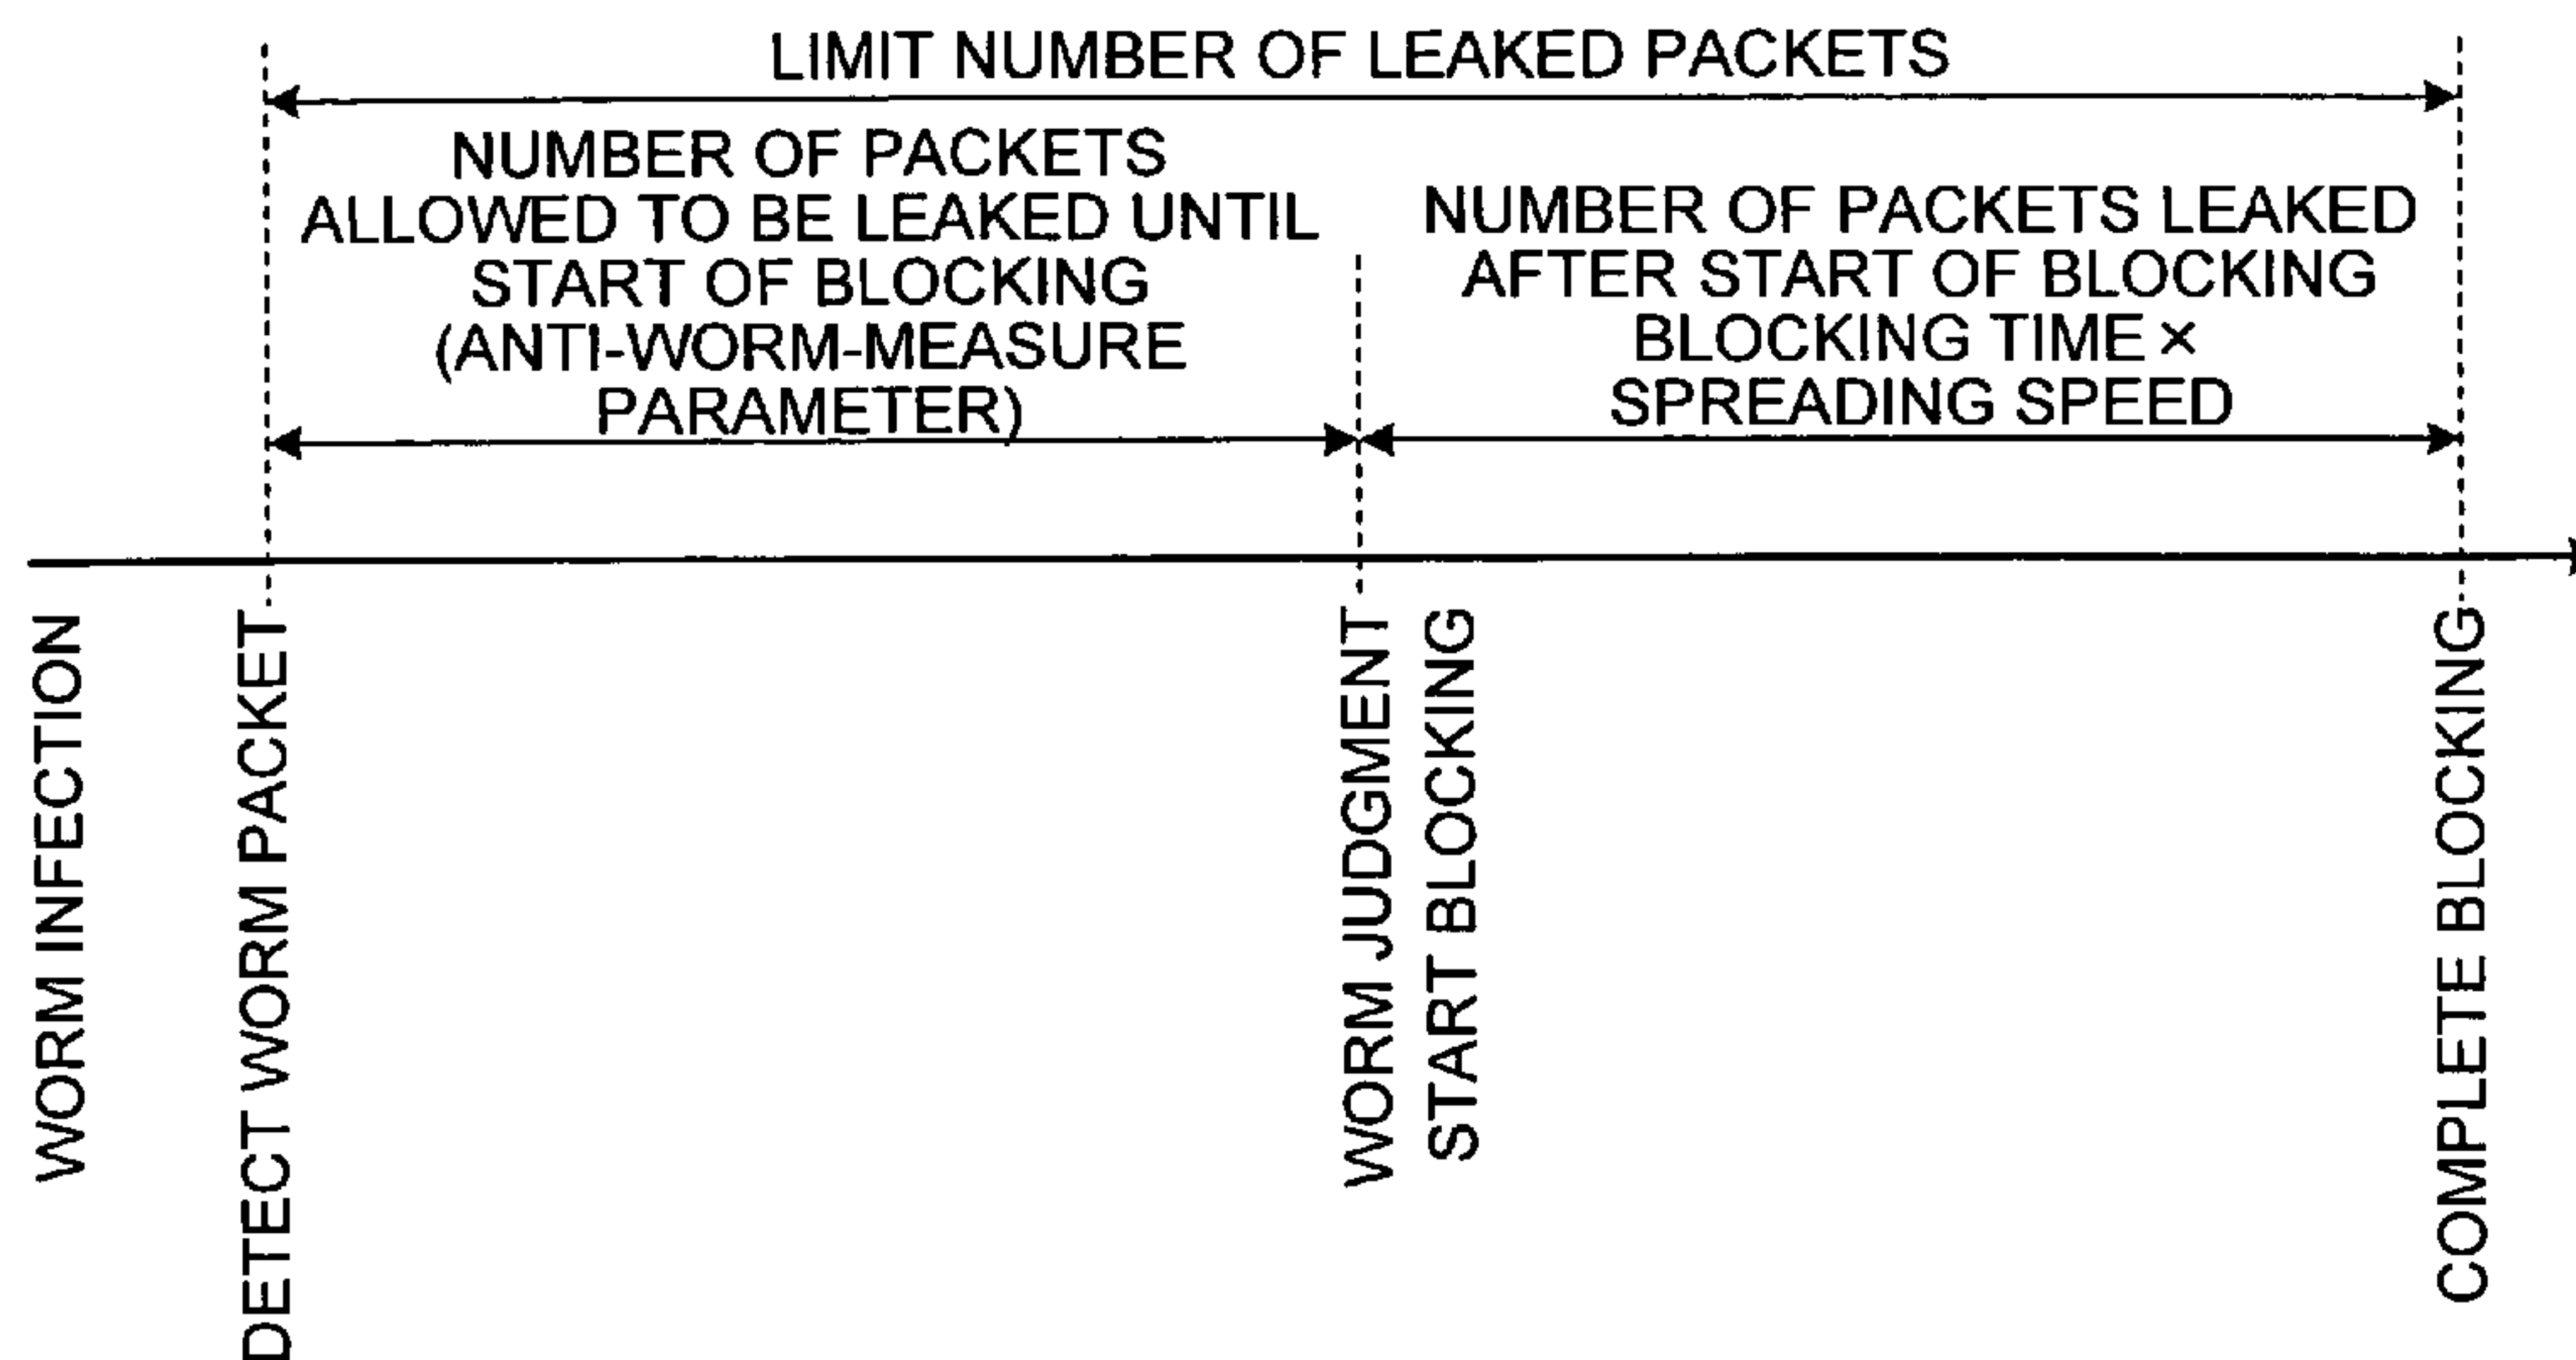 LIMIT NUMBER OF LEAKED PACKETS
NUMBER OF PACKETS
ALLOWED TO BE LEAKED UNTIL
START OF BLOCKING
(ANTI-WORM-MEASURE
PARAMETER)
NUMBER OF PACKETS LEAKED
AFTER START OF BLOCKING
BLOCKING TIME ×
SPREADING SPEED
WORM INFECTION
DETECT WORM PACKET
WORM JUDGMENT
START BLOCKING
COMPLETE BLOCKING